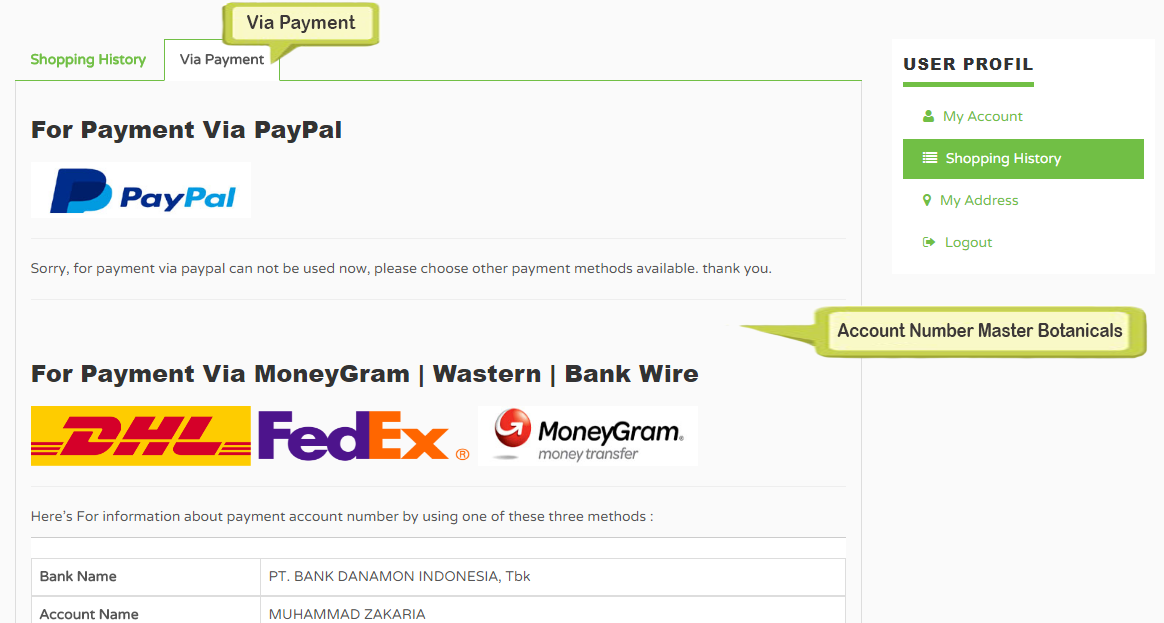 Via Payment
Shopping History
Via Payment
For Payment Via PayPal
PayPal
Sorry, for payment via paypal can not be used now, please choose other payment methods available. thank you.
For Payment Via MoneyGram | Wastern | Bank Wire
DHL FedEx ® MoneyGram®
money transfer
Here's For information about payment account number by using one of these three methods :
Bank Name PT. BANK DANAMON INDONESIA, Tbk
Account Name MUHAMMAD ZAKARIA
USER PROFIL
My Account
Shopping History
My Address
Logout
Account Number Master Botanicals